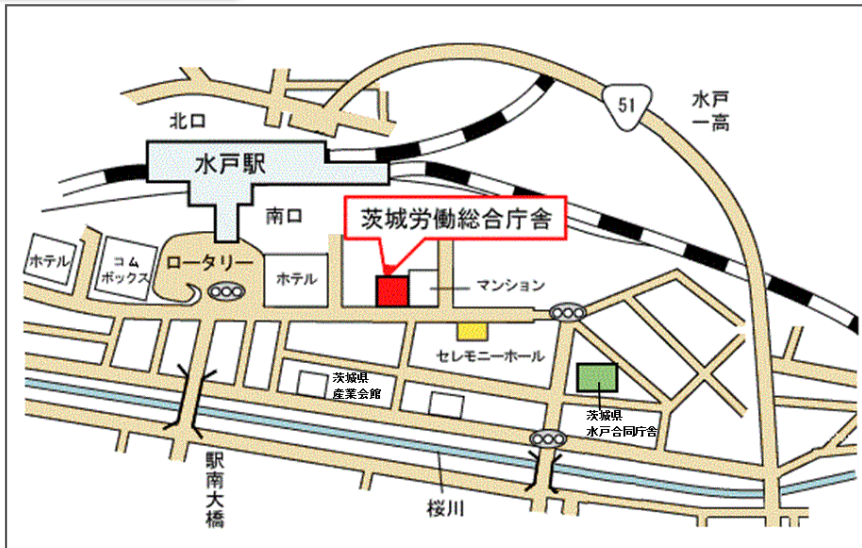 51
水戸
一高
北口
水戸駅
南口
茨城労働総合庁舎
ホテル
コム
ボックス
ロータリー
ホテル
マンション
セレモニーホール
茨城県
産業会館
茨城県
水戸合同庁舎
駅南大橋
桜川